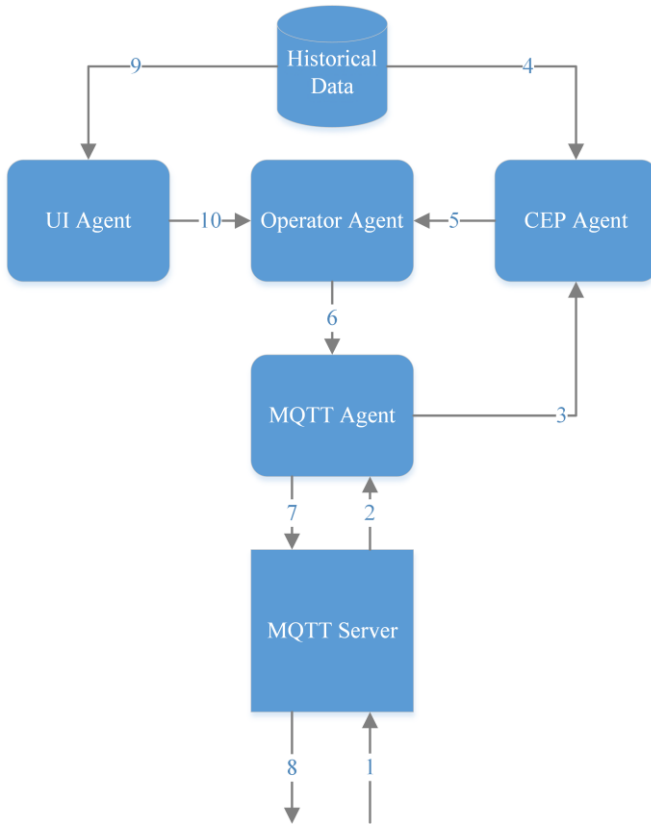 Historical
Data
9
4
UI Agent
10
Operator Agent
5
CEP Agent
6
MQTT Agent
3
7
2
MQTT Server
8
1